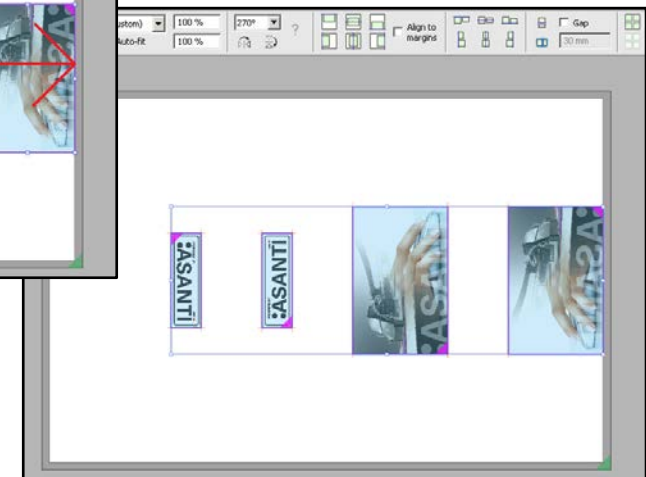 ustom) 100 % 270° ? Align to Gap
Auto-fit 100 % margins 30 mm
ASANTI
ASANTI
ASA
ASA